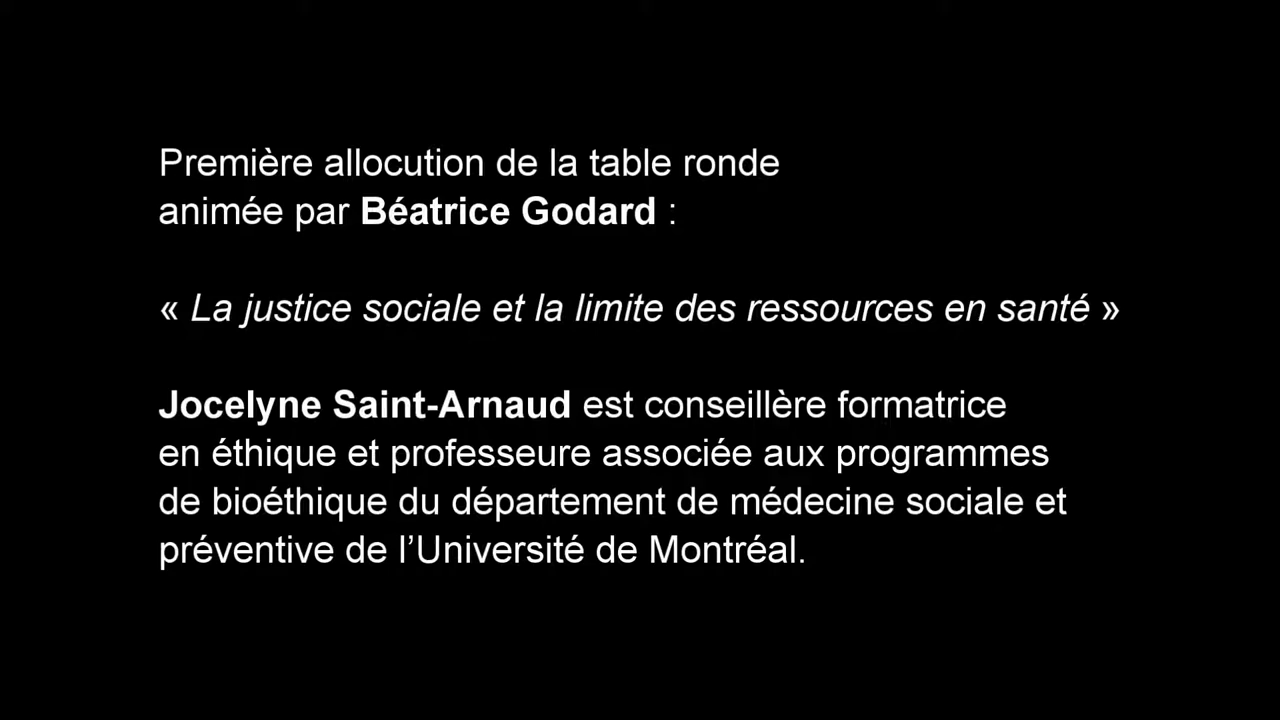 Première allocution de la table ronde
animée par Béatrice Godard :
« La justice sociale et la limite des ressources en santé »
Jocelyne Saint-Arnaud est conseillère formatrice
en éthique et professeure associée aux programmes
de bioéthique du département de médecine sociale et
préventive de l’Université de Montréal.